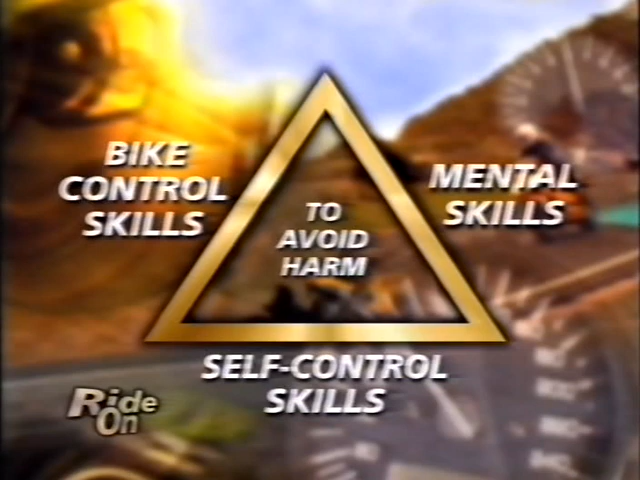 BIKE
CONTROL
SKILLS
MENTAL
SKILLS
TO
AVOID
HARM
SELF-CONTROL
SKILLS
Ride
On